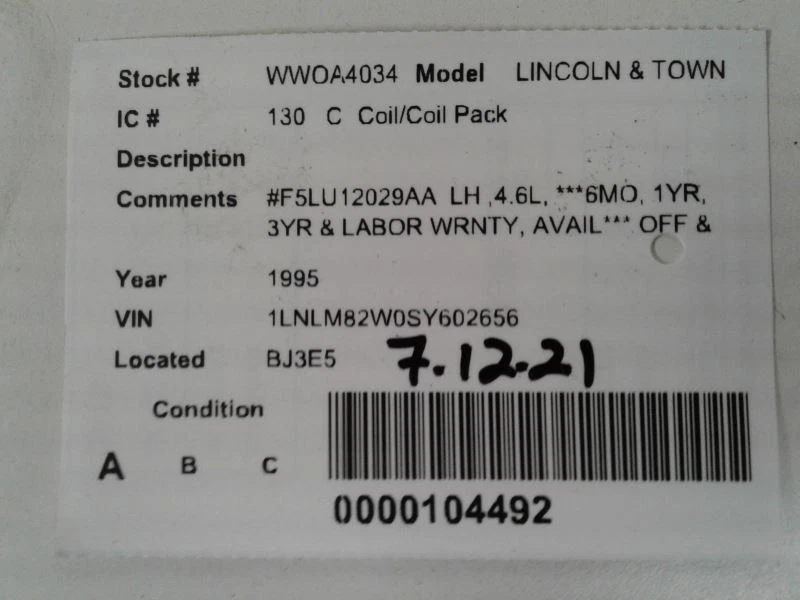 Stock # WWOA4034 Model LINCOLN & TOWN
IC # 130 C Coil/Coil Pack
Description
Comments #F5LU12029AA LH ,4.6L, ***6MO, 1YR,
3YR & LABOR WRNTY, AVAIL*** OFF &
Year 1995
VIN 1LNLM82W0SY602656
Located BJ3E5 7.12.21
Condition
A B C
0000104492